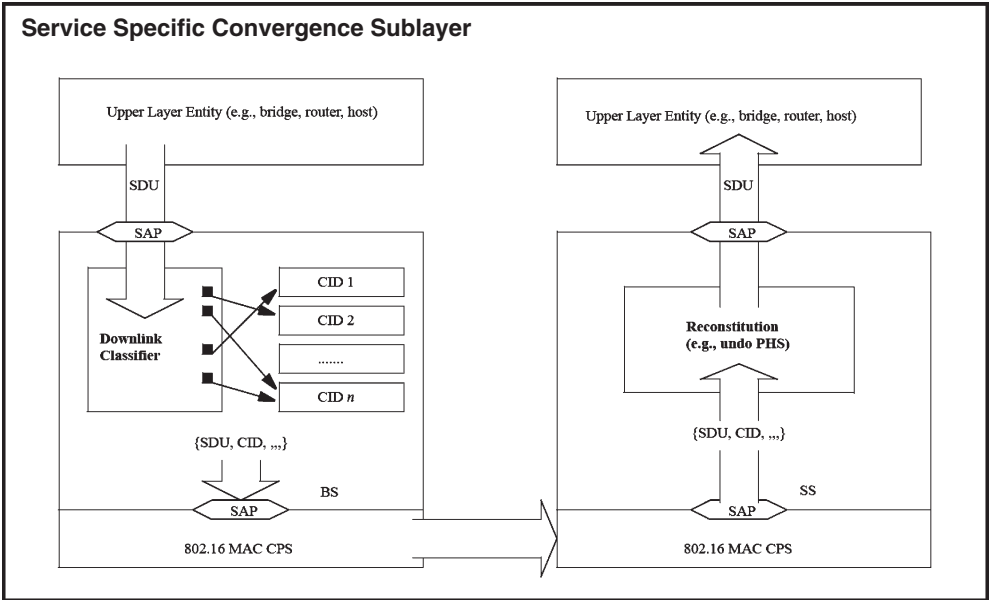 Service Specific Convergence Sublayer
Upper Layer Entity (e.g., bridge, router, host)
SDU
SAP
Downlink
Classifier
CID 1
CID 2
.......
CID n
{SDU, CID, ,,,}
BS
SAP
802.16 MAC CPS
Upper Layer Entity (e.g., bridge, router, host)
SDU
SAP
Reconstitution
(e.g., undo PHS)
{SDU, CID, ,,,}
SS
SAP
802.16 MAC CPS